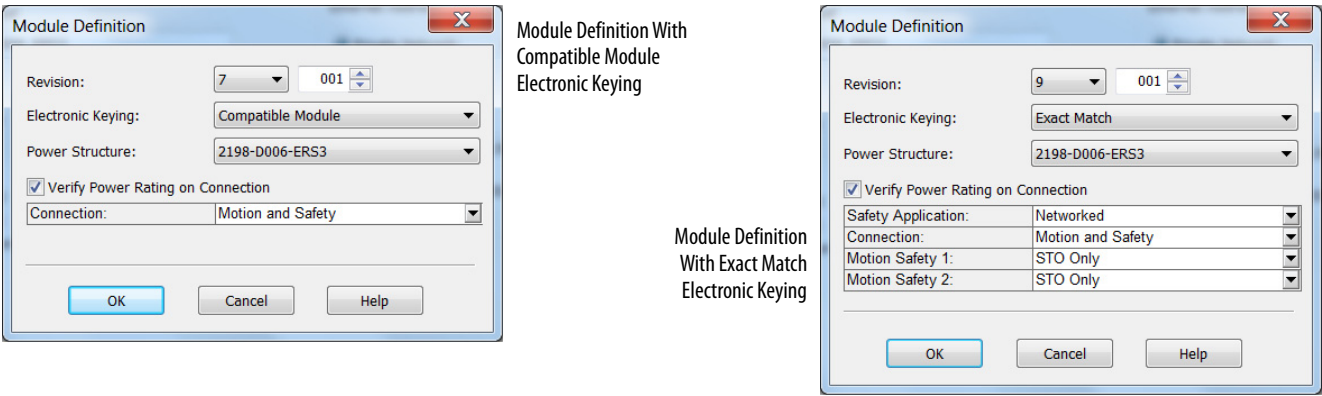 Module Definition
Revision: 7 001
Electronic Keying: Compatible Module
Power Structure: 2198-D006-ERS3
Verify Power Rating on Connection
Connection: Motion and Safety
OK Cancel Help
Module Definition With
Compatible Module
Electronic Keying
Module Definition
With Exact Match
Electronic Keying
Module Definition
Revision: 9 001
Electronic Keying: Exact Match
Power Structure: 2198-D006-ERS3
Verify Power Rating on Connection
Safety Application: Networked
Connection: Motion and Safety
Motion Safety 1: STO Only
Motion Safety 2: STO Only
OK Cancel Help